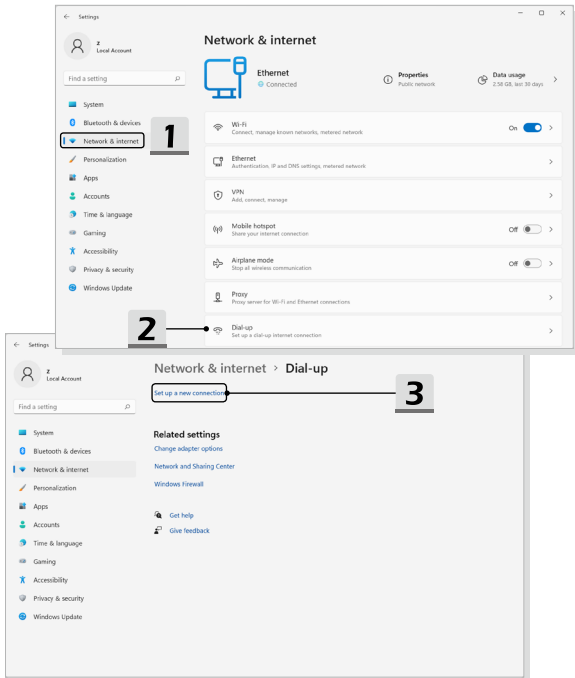 Settings
z
Local Account
Find a setting
System
Bluetooth & devices
Network & internet
Personalization
Apps
Accounts
Time & language
Gaming
Accessibility
Privacy & security
Windows Update
1
Network & internet
Ethernet
Connected
Properties
Public network
Data usage
2.58 GB, last 30 days
Wi-Fi
Connect, manage known networks, metered network
On
Ethernet
Authentication, IP and DNS settings, metered network
VPN
Add, connect, manage
Mobile hotspot
Share your internet connection
Off
Airplane mode
Stop all wireless communication
Off
Proxy
Proxy server for Wi-Fi and Ethernet connections
2
Dial-up
Set up a dial-up internet connection
Settings
z
Local Account
Find a setting
System
Bluetooth & devices
Network & internet
Personalization
Apps
Accounts
Time & language
Gaming
Accessibility
Privacy & security
Windows Update
Network & internet > Dial-up
Set up a new connection
3
Related settings
Change adapter options
Network and Sharing Center
Windows Firewall
Get help
Give feedback